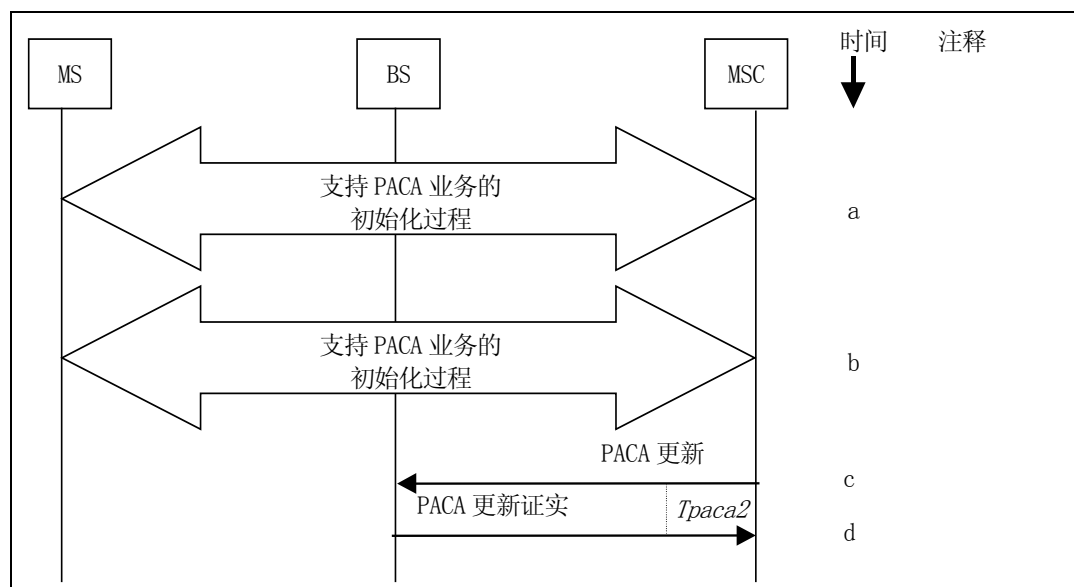 时间 注释
MS BS MSC
支持 PACA 业务的
初始化过程
a
支持 PACA 业务的
初始化过程
b
PACA 更新
c
PACA 更新证实 Tpaca2
d